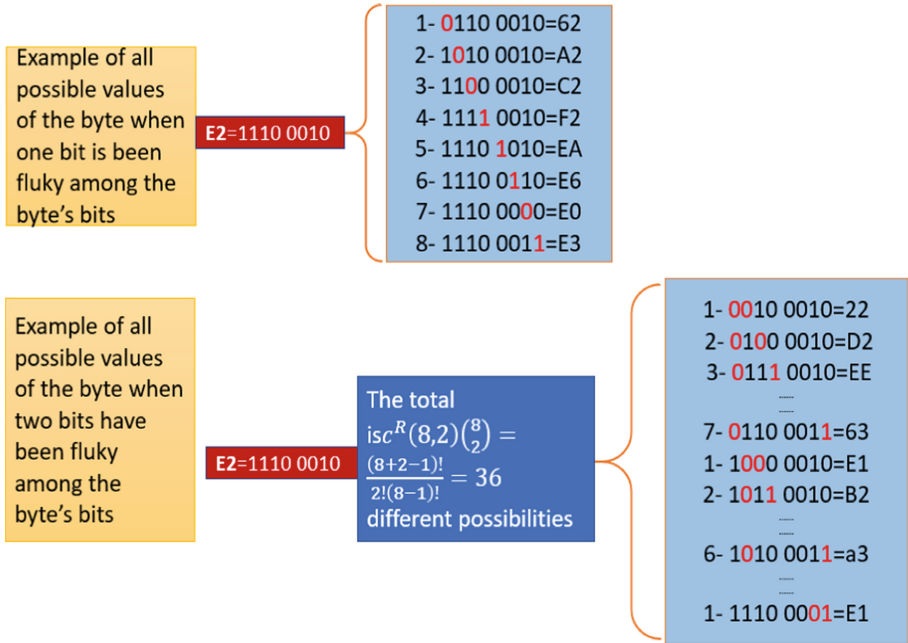 Example of all
possible values
of the byte when
one bit is been
fluky among the
byte's bits
E2=1110 0010
1- 0110 0010=62
2- 1010 0010=A2
3- 1100 0010=C2
4- 1111 0010=F2
5- 1110 1010=EA
6- 1110 0110=E6
7- 1110 0000=E0
8- 1110 0011=E3
Example of all
possible values
of the byte when
two bits have
been fluky
among the
byte's bits
E2=1110 0010
The total
is𝑐ᴿ(8,2)(8 2) =
(8+2−1)!/2!(8−1)! = 36
different possibilities
1- 0010 0010=22
2- 0100 0010=D2
3- 0111 0010=EE
......
......
7- 0110 0011=63
1- 1000 0010=E1
2- 1011 0010=B2
......
......
6- 1010 0011=a3
......
......
1- 1110 0001=E1